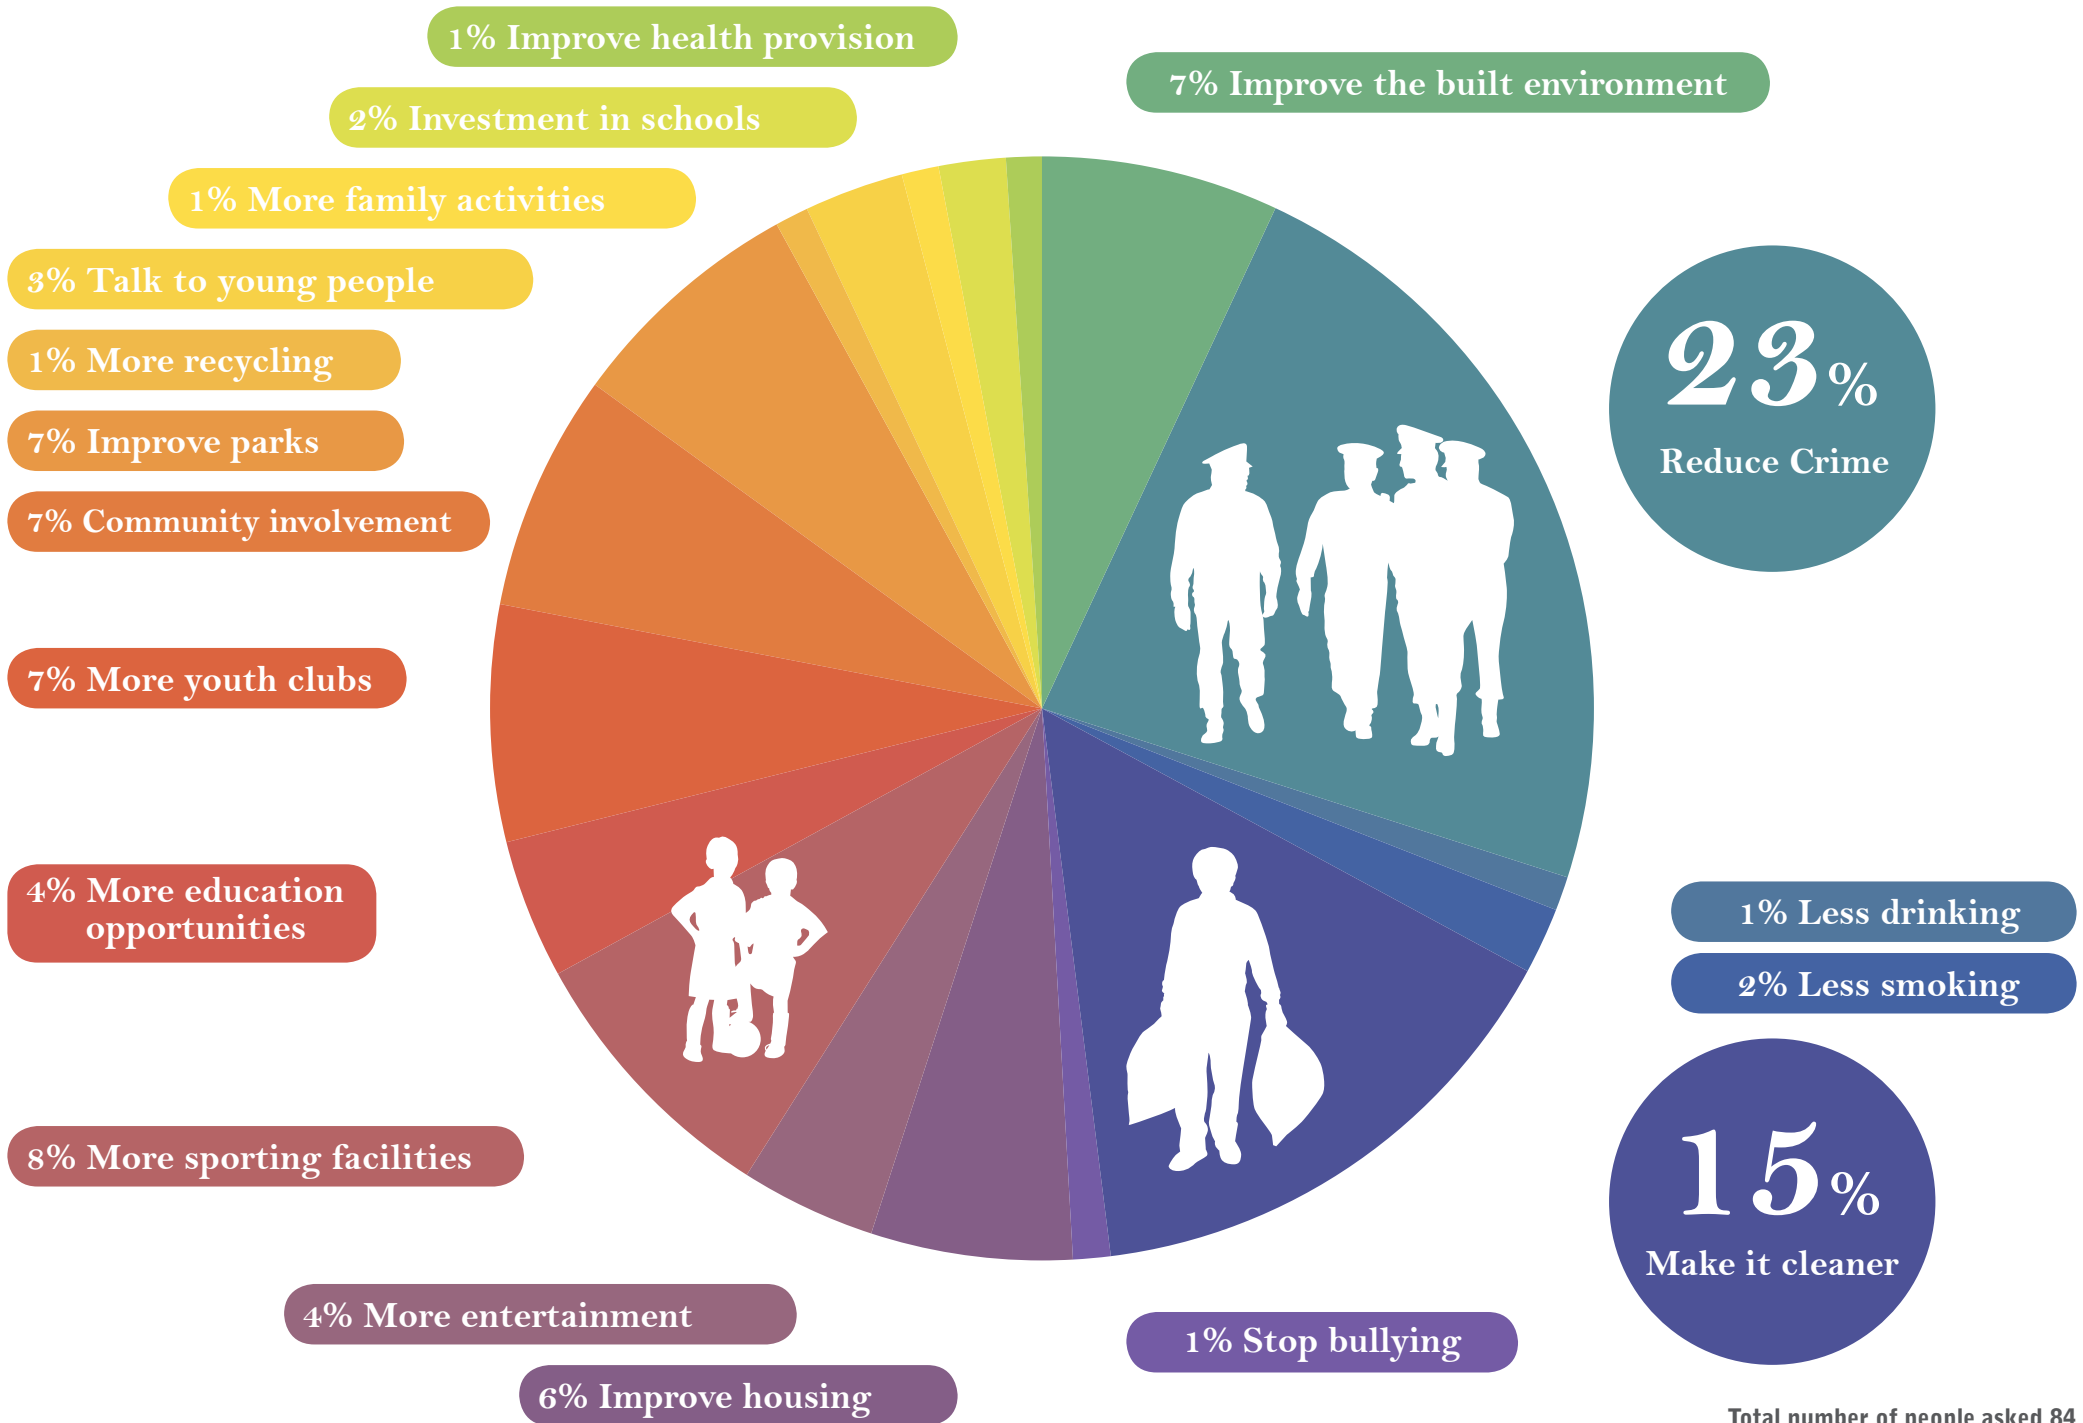 1% Improve health provision
7% Improve the built environment
2% Investment in schools
1% More family activities
3% Talk to young people
1% More recycling
7% Improve parks
7% Community involvement
7% More youth clubs
4% More education
opportunities
8% More sporting facilities
4% More entertainment
6% Improve housing
23%
Reduce Crime
1% Less drinking
2% Less smoking
15%
Make it cleaner
1% Stop bullying
Total number of people asked 84